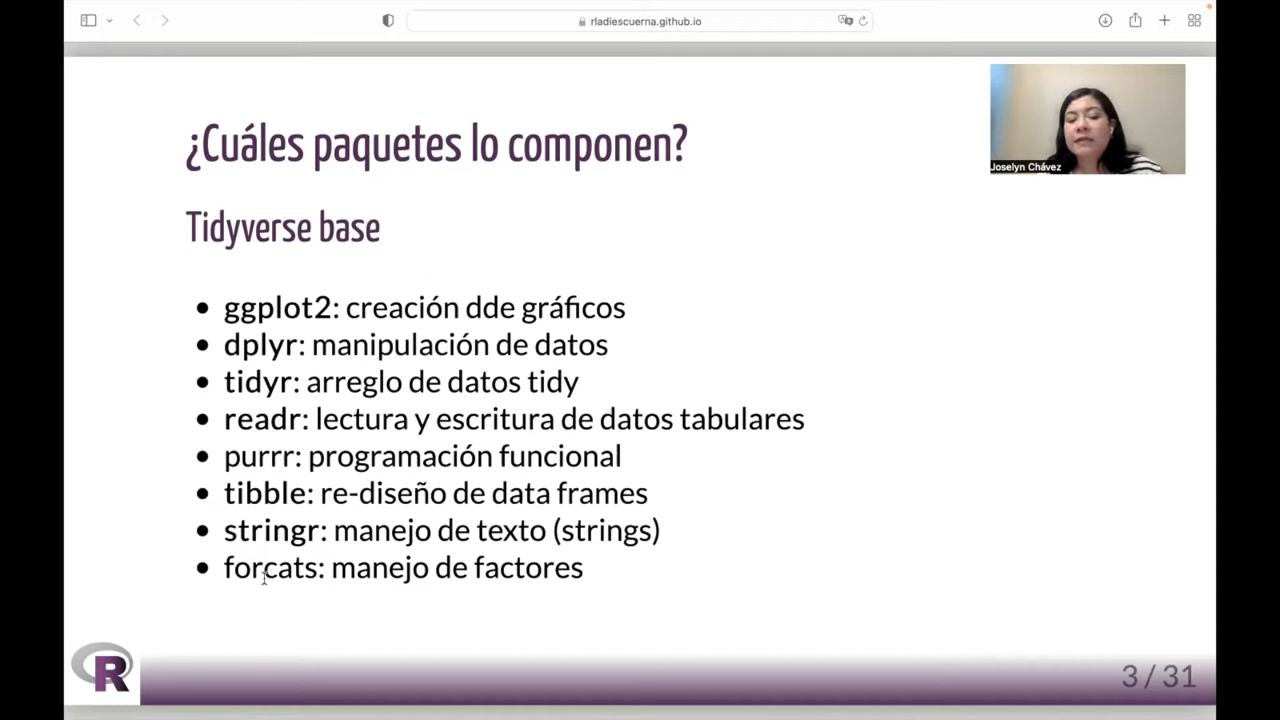 rladiescuerna.github.io
¿Cuáles paquetes lo componen?
Joselyn Chávez
Tidyverse base
ggplot2: creación dde gráficos
dplyr: manipulación de datos
tidyr: arreglo de datos tidy
readr: lectura y escritura de datos tabulares
purrr: programación funcional
tibble: re-diseño de data frames
stringr: manejo de texto (strings)
forcats: manejo de factores
R
3 / 31